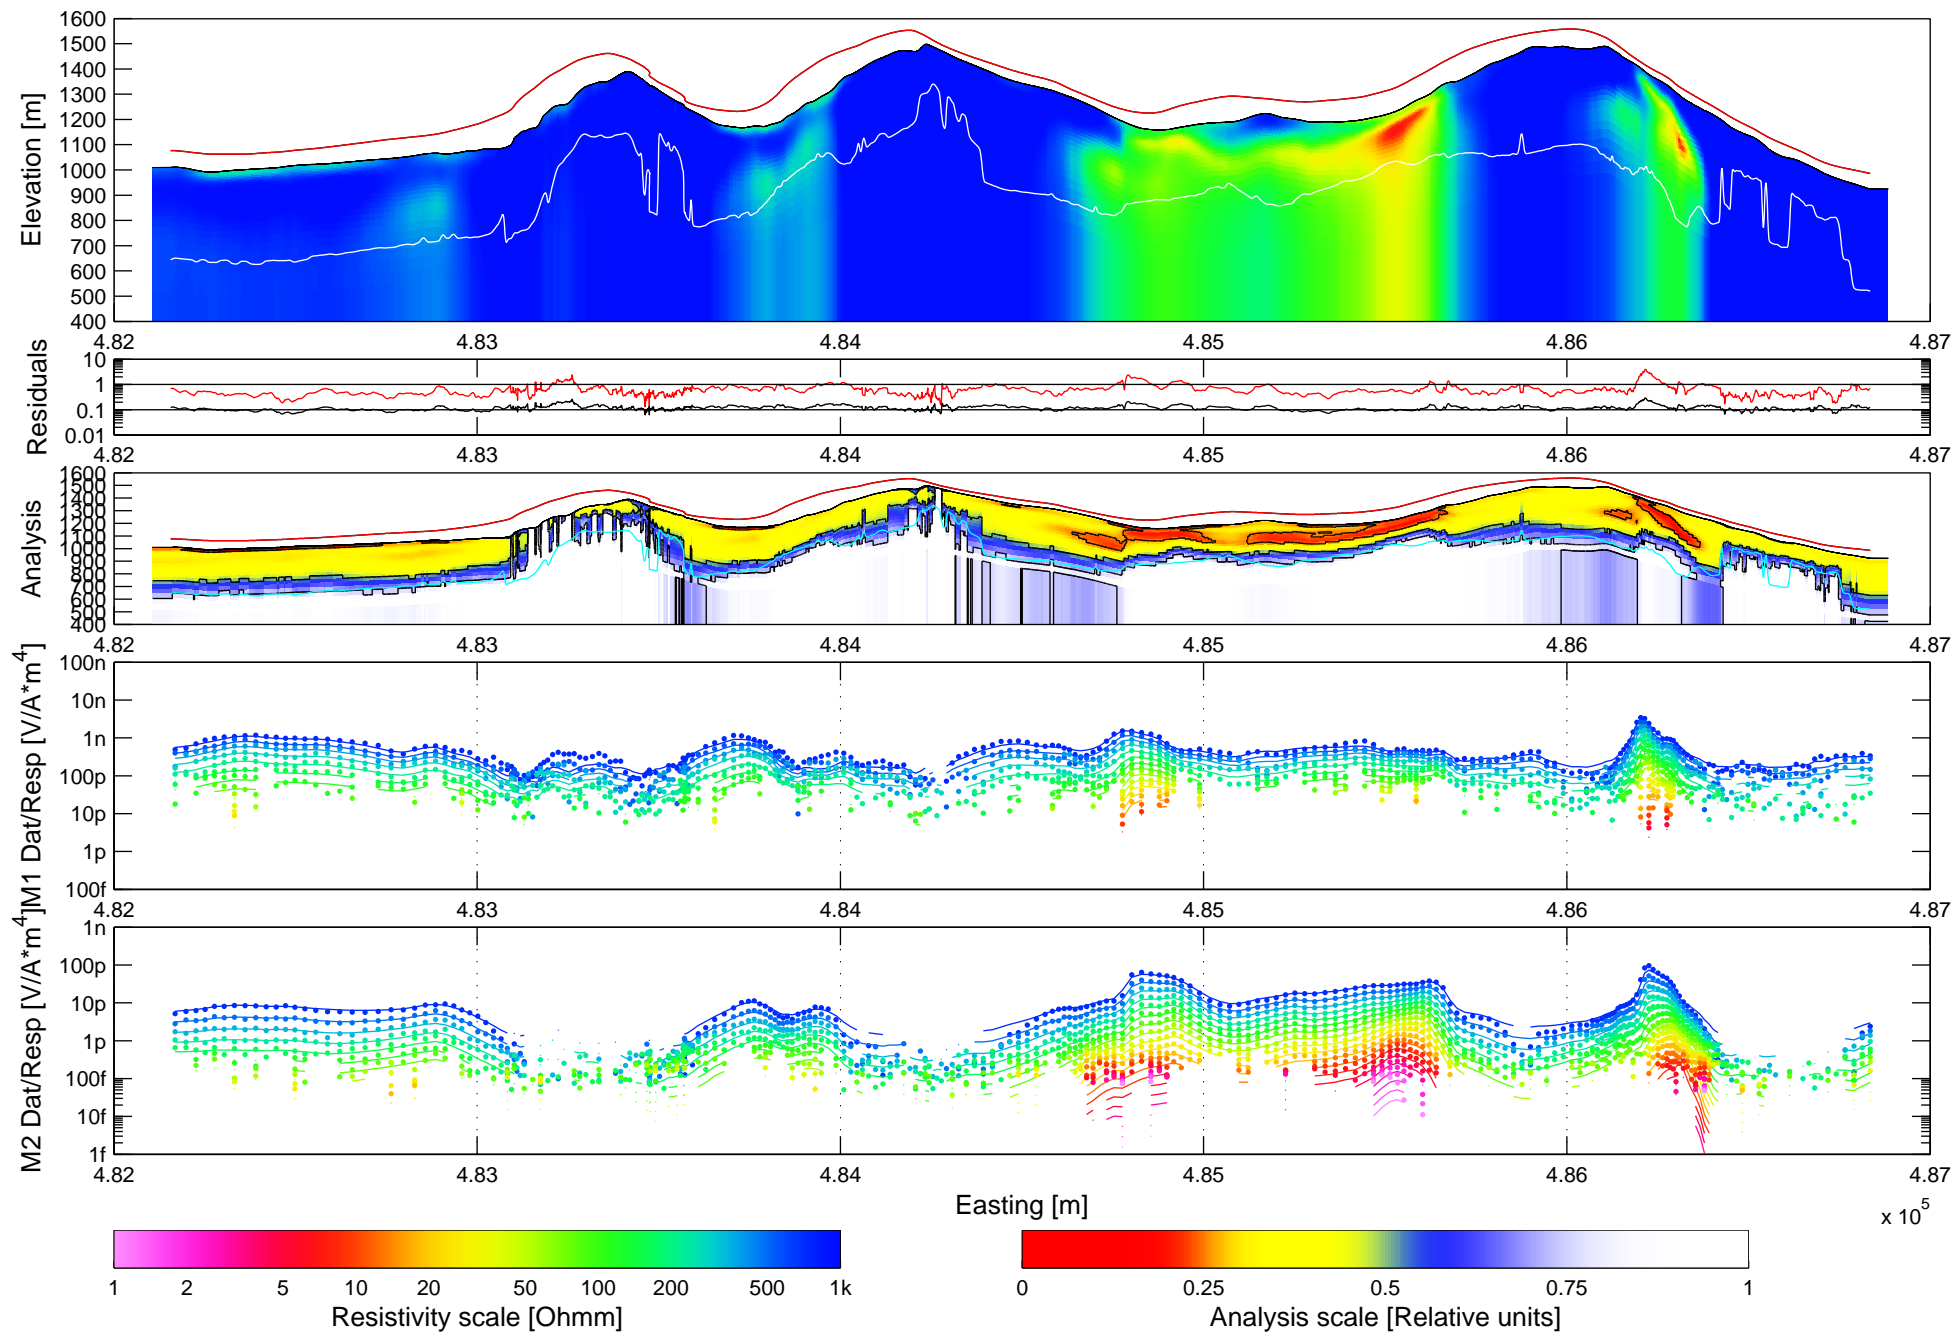 1600
1500
1400
1300
1200
1100
1000
900
800
700
600
500
400
Elevation [m]
4.82 4.83 4.84 4.85 4.86 4.87
10
1
0.1
0.01
Residuals
4.82 4.83 4.84 4.85 4.86 4.87
1600
1500
1400
1300
1200
1100
1000
900
800
700
600
500
400
Analysis
4.82 4.83 4.84 4.85 4.86 4.87
100n
10n
1n
100p
10p
1p
100f
M1 Dat/Resp [V/A*m^4]
4.82 4.83 4.84 4.85 4.86 4.87
1n
100p
10p
1p
100f
10f
1f
M2 Dat/Resp [V/A*m^4]
4.82 4.83 4.84 4.85 4.86 4.87
Easting [m]
x 10^5
1 2 5 10 20 50 100 200 500 1k
Resistivity scale [Ohmm]
0 0.25 0.5 0.75 1
Analysis scale [Relative units]